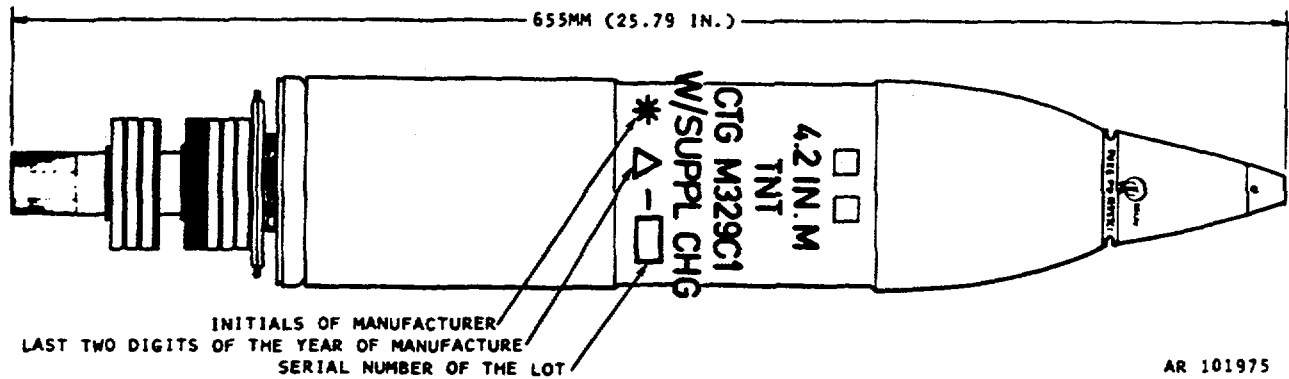 655MM (25.79 IN.)
4.2 IN. M
TNT
CTG M329C1
W/SUPPL CHG
INITIALS OF MANUFACTURER
LAST TWO DIGITS OF THE YEAR OF MANUFACTURE
SERIAL NUMBER OF THE LOT
AR 101975